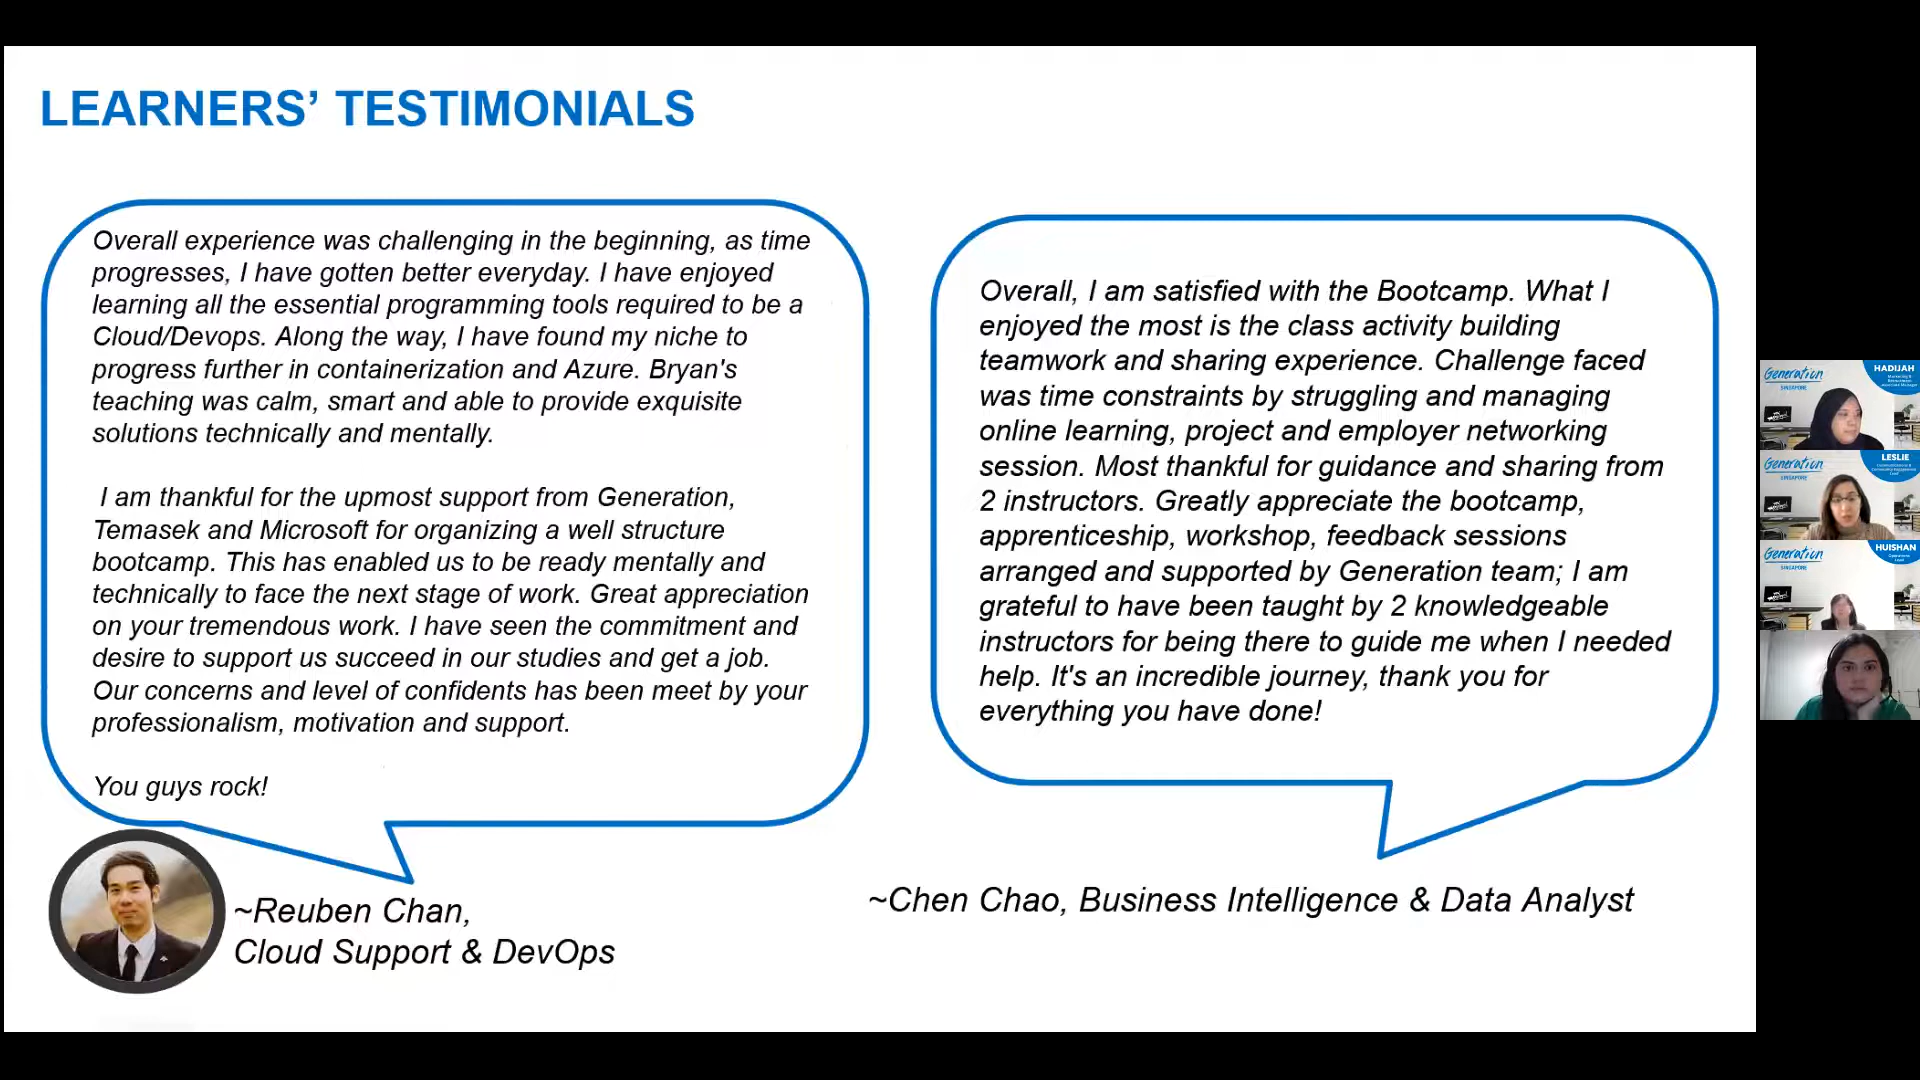 LEARNERS’ TESTIMONIALS
Overall experience was challenging in the beginning, as time
progresses, I have gotten better everyday. I have enjoyed
learning all the essential programming tools required to be a
Cloud/Devops. Along the way, I have found my niche to
progress further in containerization and Azure. Bryan's
teaching was calm, smart and able to provide exquisite
solutions technically and mentally.
I am thankful for the upmost support from Generation,
Temasek and Microsoft for organizing a well structure
bootcamp. This has enabled us to be ready mentally and
technically to face the next stage of work. Great appreciation
on your tremendous work. I have seen the commitment and
desire to support us succeed in our studies and get a job.
Our concerns and level of confidents has been meet by your
professionalism, motivation and support.
You guys rock!
~Reuben Chan,
Cloud Support & DevOps
Overall, I am satisfied with the Bootcamp. What I
enjoyed the most is the class activity building
teamwork and sharing experience. Challenge faced
was time constraints by struggling and managing
online learning, project and employer networking
session. Most thankful for guidance and sharing from
2 instructors. Greatly appreciate the bootcamp,
apprenticeship, workshop, feedback sessions
arranged and supported by Generation team; I am
grateful to have been taught by 2 knowledgeable
instructors for being there to guide me when I needed
help. It's an incredible journey, thank you for
everything you have done!
~Chen Chao, Business Intelligence & Data Analyst
Generation
SINGAPORE
HADIJAH
Generation
SINGAPORE
LESLIE
Generation
SINGAPORE
HUISHAN